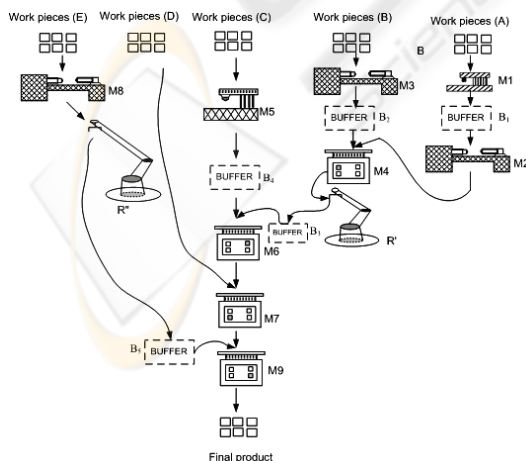 Work pieces (E)
Work pieces (D)
Work pieces (C)
Work pieces (B)
Work pieces (A)
B
M8
M5
M3
M1
BUFFER B2
BUFFER B1
M2
M4
BUFFER B4
R"
BUFFER B3
R'
M6
M7
B5 BUFFER
M9
Final product